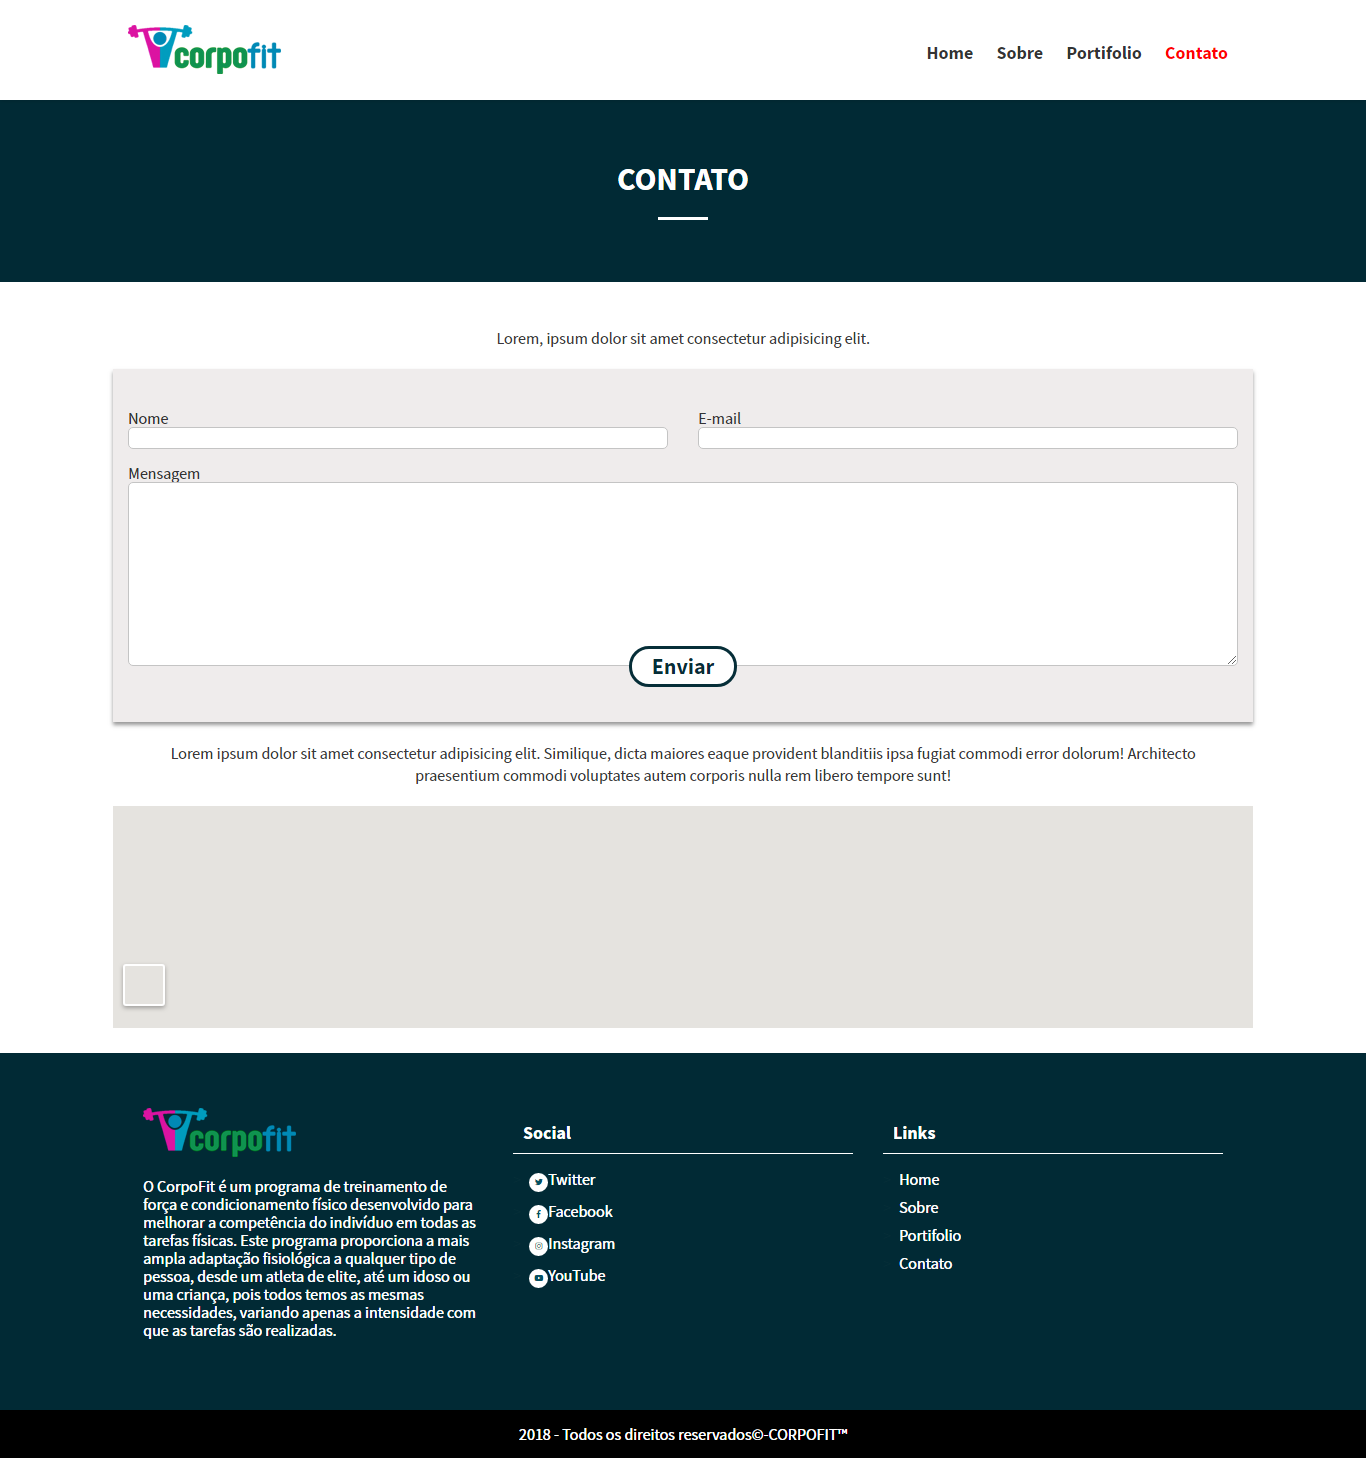 corpofit
Home Sobre Portifolio Contato
CONTATO
Lorem, ipsum dolor sit amet consectetur adipisicing elit.
Nome E-mail
Mensagem
Enviar
Lorem ipsum dolor sit amet consectetur adipisicing elit. Similique, dicta maiores eaque provident blanditiis ipsa fugiat commodi error dolorum! Architecto
praesentium commodi voluptates autem corporis nulla rem libero tempore sunt!
corpofit
O CorpoFit é um programa de treinamento de
força e condicionamento físico desenvolvido para
melhorar a competência do indivíduo em todas as
tarefas físicas. Este programa proporciona a mais
ampla adaptação fisiológica a qualquer tipo de
pessoa, desde um atleta de elite, até um idoso ou
uma criança, pois todos temos as mesmas
necessidades, variando apenas a intensidade com
que as tarefas são realizadas.
Social
Twitter
Facebook
Instagram
YouTube
Links
Home
Sobre
Portifolio
Contato
2018 - Todos os direitos reservados©-CORPOFIT™